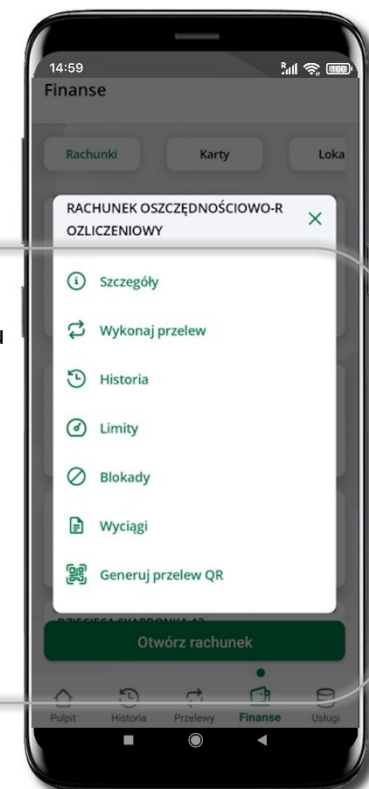 14:59
R
100
Finanse
Rachunki
Karty
Loka
RACHUNEK OSZCZĘDNOŚCIOWO-R
OZLICZENIOWY
Szczegóły
u
Wykonaj przelew
Historia
Limity
Blokady
Wyciągi
Generuj przelew QR
Otwórz rachunek
Pulpit
Historia
Przelewy
Finanse
Usługi